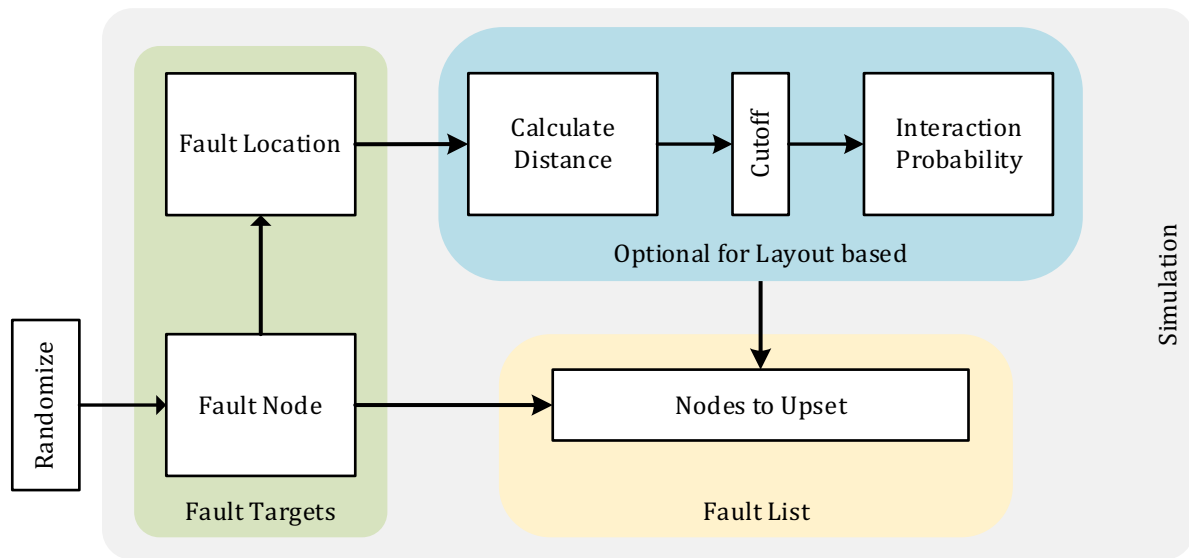 Fault Location
Calculate
Distance
Cutoff
Interaction
Probability
Optional for Layout based
Simulation
Randomize
Fault Node
Nodes to Upset
Fault Targets
Fault List